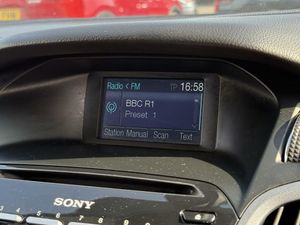 Radio < FM TP 16:58
BBC R1
Preset 1
Station Manual Scan Text
SONY